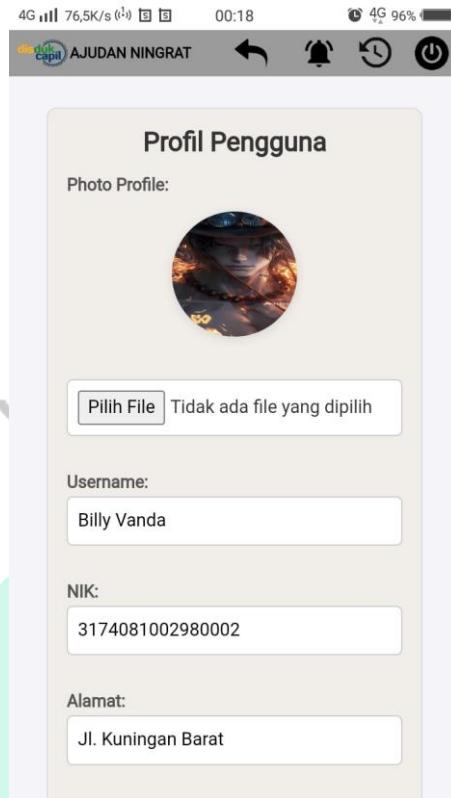 4G 76,5K/s 00:18 4G 96%
disdukcapil AJUDAN NINGRAT
Profil Pengguna
Photo Profile:
Pilih File Tidak ada file yang dipilih
Username:
Billy Vanda
NIK:
3174081002980002
Alamat:
Jl. Kuningan Barat